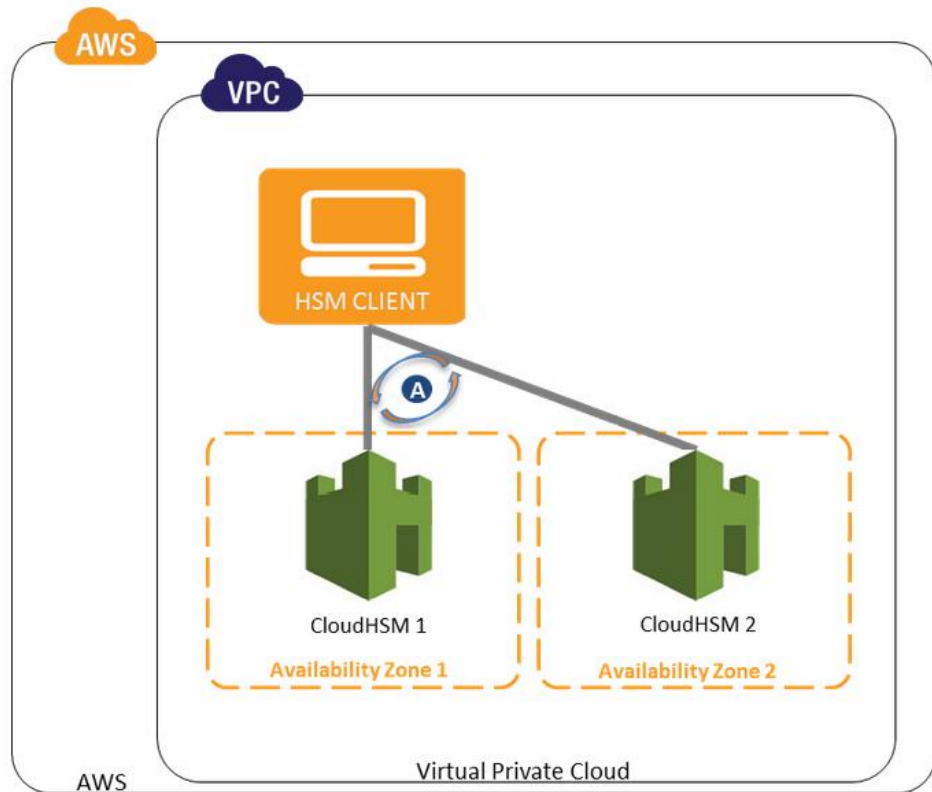 AWS
VPC
HSM CLIENT
A
CloudHSM 1
CloudHSM 2
Availability Zone 1
Availability Zone 2
Virtual Private Cloud
AWS